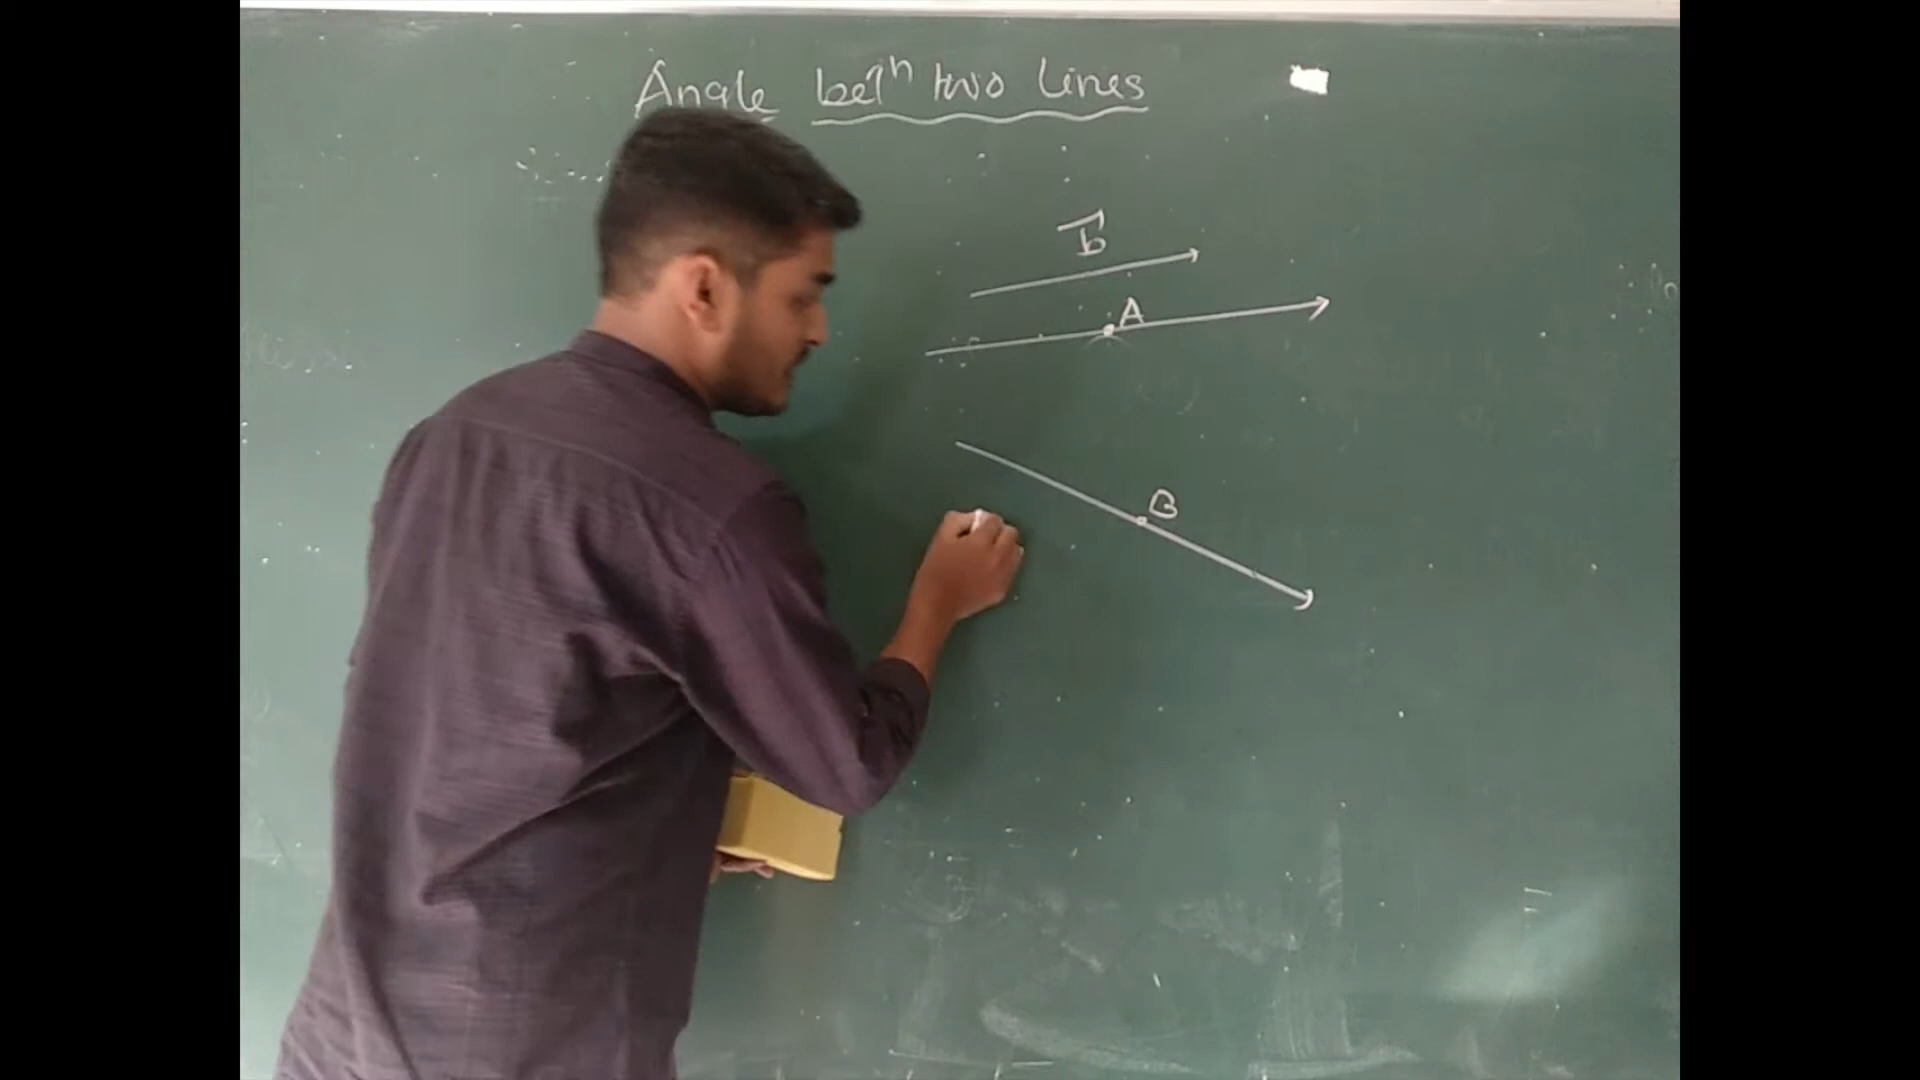 Angle betⁿ two lines
b⃗
A
B